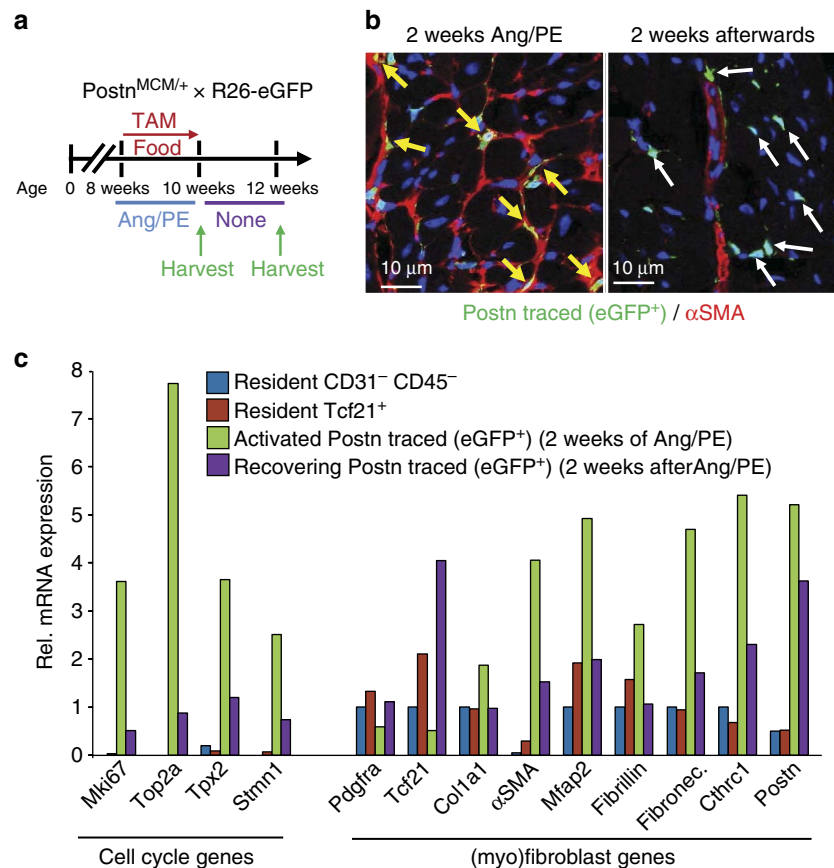 a
Postn^MCM/+ × R26-eGFP
TAM
Food
Age 0 8 weeks 10 weeks 12 weeks
Ang/PE None
Harvest Harvest
b
2 weeks Ang/PE 2 weeks afterwards
10 μm 10 μm
Postn traced (eGFP⁺) / αSMA
c
Rel. mRNA expression
8
7
6
5
4
3
2
1
0
Resident CD31⁻ CD45⁻
Resident Tcf21⁺
Activated Postn traced (eGFP⁺) (2 weeks of Ang/PE)
Recovering Postn traced (eGFP⁺) (2 weeks afterAng/PE)
Mki67 Top2a Tpx2 Stmn1 Pdgfra Tcf21 Col1a1 αSMA Mfap2 Fibrillin Fibronec. Cthrc1 Postn
Cell cycle genes (myo)fibroblast genes